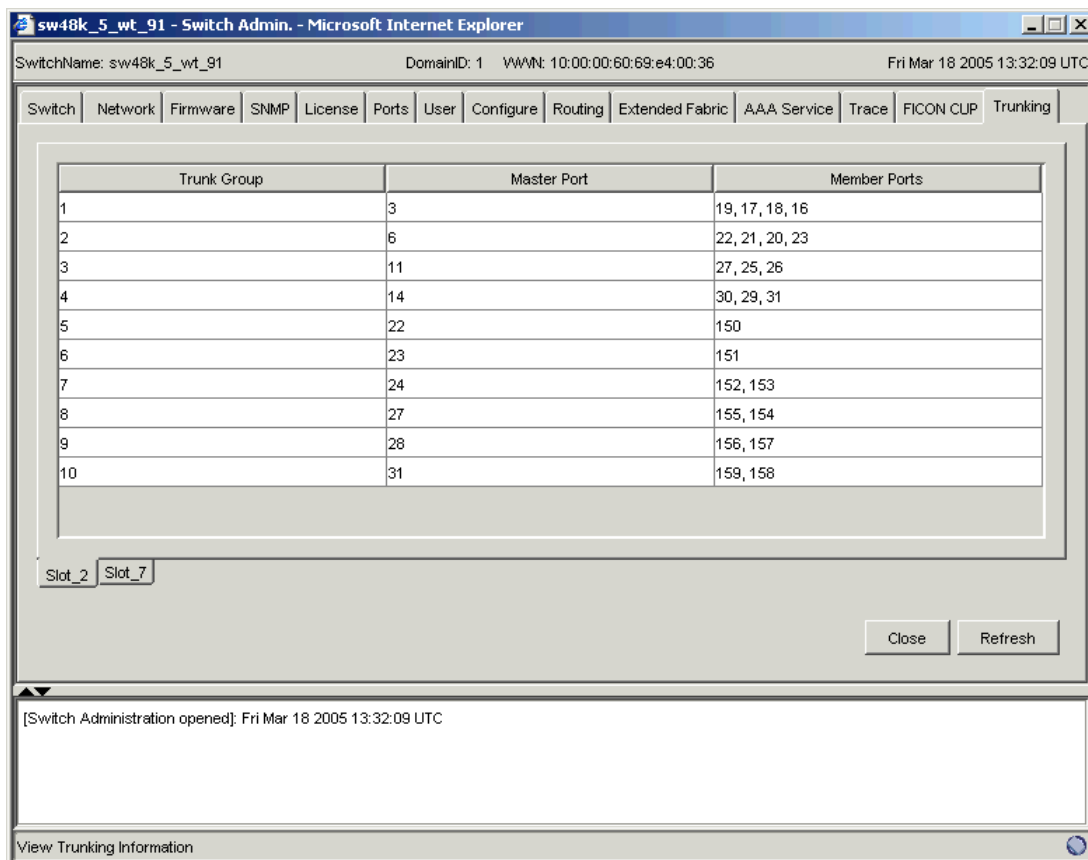 sw48k_5_wt_91 - Switch Admin. - Microsoft Internet Explorer
SwitchName: sw48k_5_wt_91 DomainID: 1 WWN: 10:00:00:60:69:e4:00:36 Fri Mar 18 2005 13:32:09 UTC
Switch Network Firmware SNMP License Ports User Configure Routing Extended Fabric AAA Service Trace FICON CUP Trunking
Trunk Group Master Port Member Ports
1 3 19, 17, 18, 16
2 6 22, 21, 20, 23
3 11 27, 25, 26
4 14 30, 29, 31
5 22 150
6 23 151
7 24 152, 153
8 27 155, 154
9 28 156, 157
10 31 159, 158
Slot_2 Slot_7
Close Refresh
[Switch Administration opened]: Fri Mar 18 2005 13:32:09 UTC
View Trunking Information